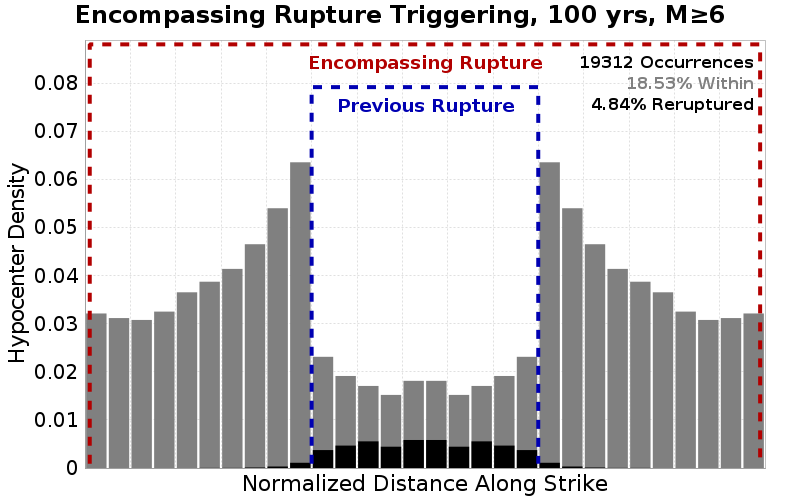 Encompassing Rupture Triggering, 100 yrs, M≥6
Encompassing Rupture
19312 Occurrences
18.53% Within
4.84% Reruptured
Previous Rupture
Hypocenter Density
0.08
0.07
0.06
0.05
0.04
0.03
0.02
0.01
0
Normalized Distance Along Strike